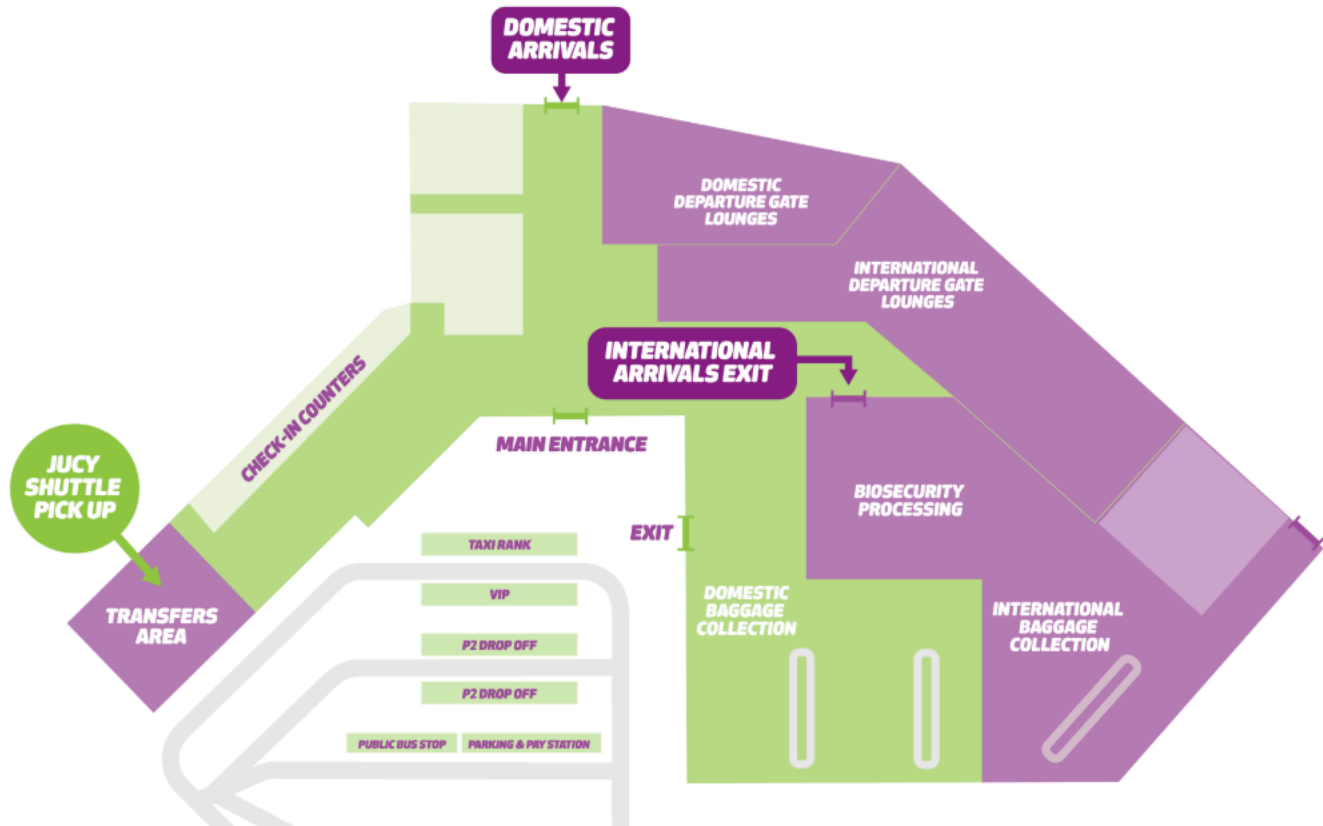 DOMESTIC
ARRIVALS
DOMESTIC
DEPARTURE GATE
LOUNGES
INTERNATIONAL
DEPARTURE GATE
LOUNGES
INTERNATIONAL
ARRIVALS EXIT
CHECK-IN COUNTERS
MAIN ENTRANCE
JUCY
SHUTTLE
PICK UP
BIOSECURITY
PROCESSING
EXIT
TAXI RANK
VIP
DOMESTIC
BAGGAGE
COLLECTION
INTERNATIONAL
BAGGAGE
COLLECTION
TRANSFERS
AREA
P2 DROP OFF
P2 DROP OFF
PUBLIC BUS STOP
PARKING & PAY STATION